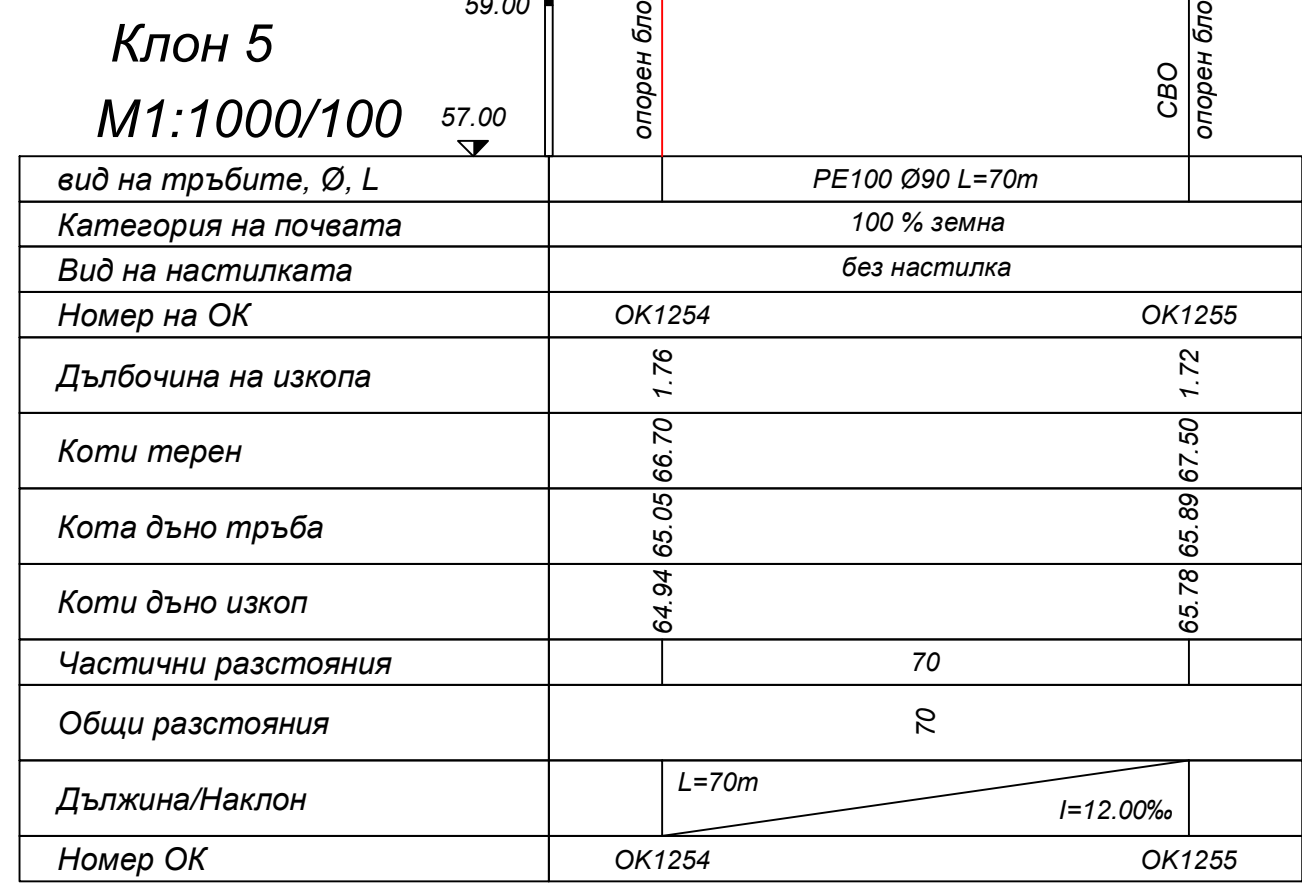 59.00
Клон 5
M1:1000/100
57.00
опорен
СВО
опорен
вид на тръбите, Ø, L
PE100 Ø90 L=70m
Категория на почвата
100 % земна
Вид на настилката
без настилка
Номер на ОК
OK1254 OK1255
Дълбочина на изкопа
1.76 1.72
Коти терен
66.70 67.50
Кота дъно тръба
65.05 65.89
Коти дъно изкоп
64.94 65.78
Частични разстояния
70
Общи разстояния
70
Дължина/Наклон
L=70m
I=12.00‰
Номер ОК
OK1254 OK1255